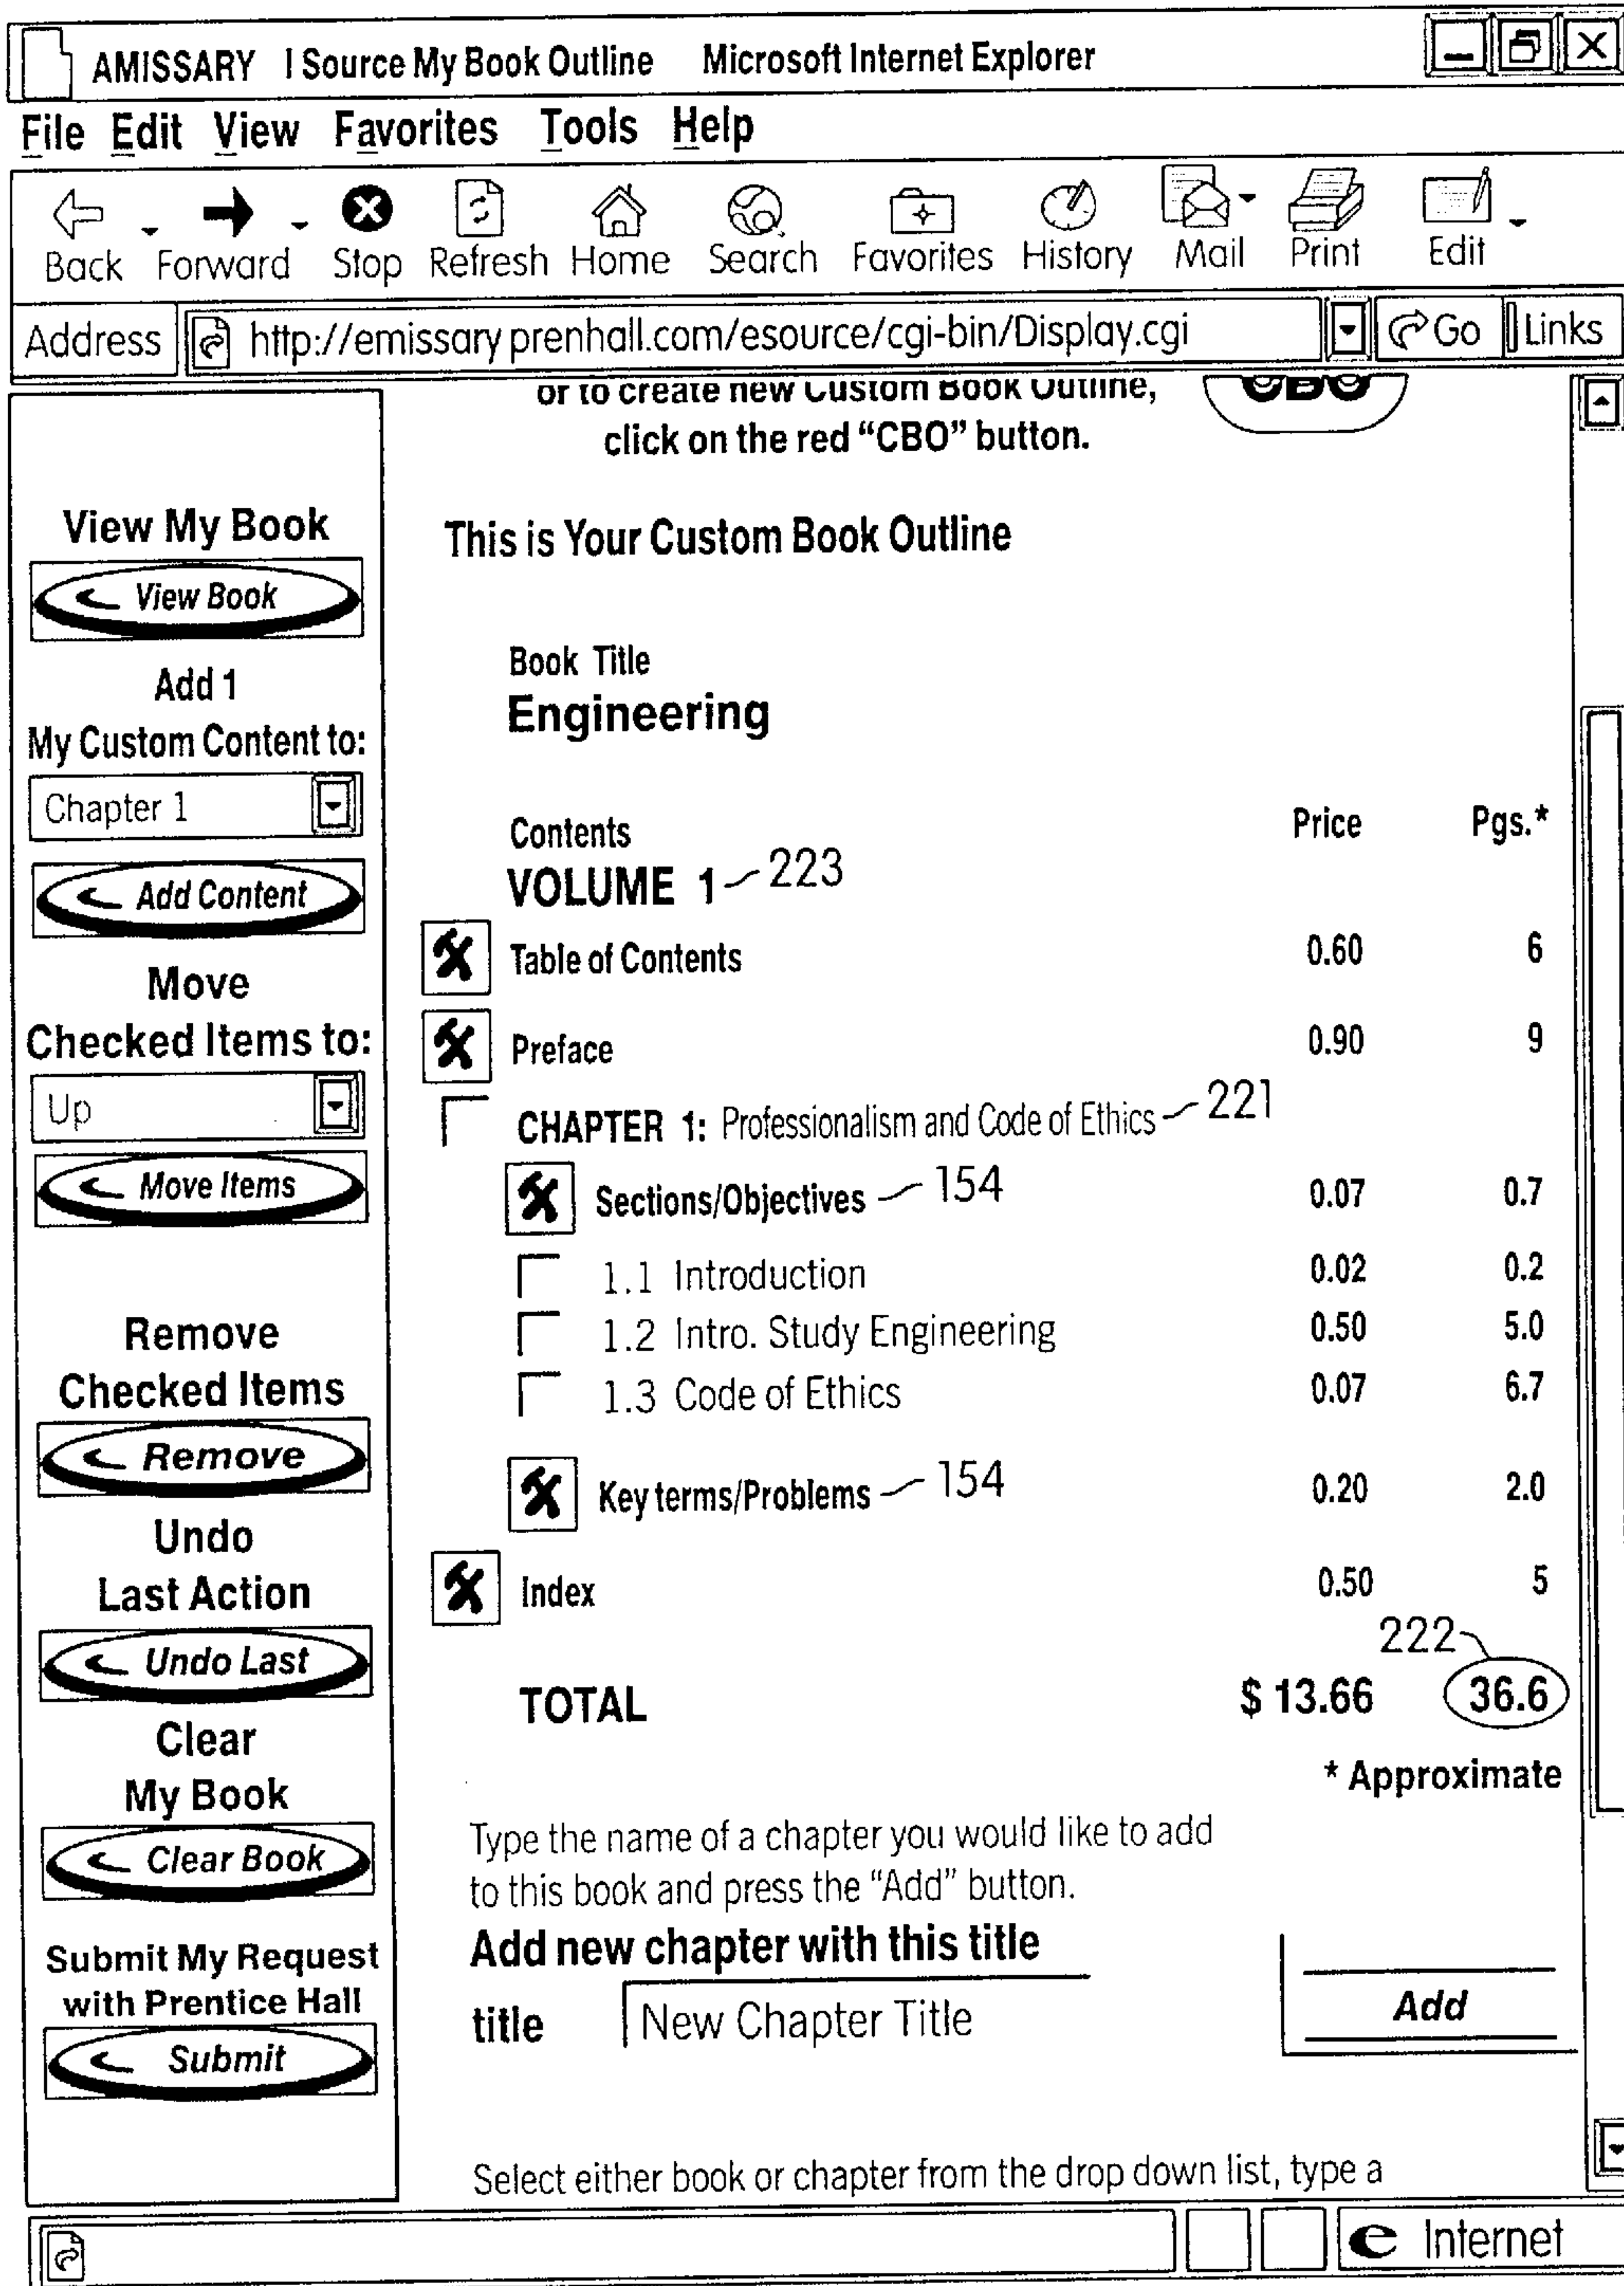 AMISSARY I Source My Book Outline Microsoft Internet Explorer
File Edit View Favorites Tools Help
Back Forward Stop Refresh Home Search Favorites History Mail Print Edit
Address http://emissary prenhall.com/esource/cgi-bin/Display.cgi Go Links
or to create new Custom Book Outline,
CBO
click on the red “CBO” button.
View My Book
View Book
Add 1
My Custom Content to:
Chapter 1
Add Content
Move
Checked Items to:
Up
Move Items
Remove
Checked Items
Remove
Undo
Last Action
Undo Last
Clear
My Book
Clear Book
Submit My Request
with Prentice Hall
Submit
This is Your Custom Book Outline
Book Title
Engineering
Contents Price Pgs.*
VOLUME 1 223
Table of Contents 0.60 6
Preface 0.90 9
CHAPTER 1: Professionalism and Code of Ethics 221
Sections/Objectives 154 0.07 0.7
1.1 Introduction 0.02 0.2
1.2 Intro. Study Engineering 0.50 5.0
1.3 Code of Ethics 0.07 6.7
Key terms/Problems 154 0.20 2.0
Index 0.50 5
222
TOTAL $ 13.66 36.6
* Approximate
Type the name of a chapter you would like to add
to this book and press the “Add” button.
Add new chapter with this title
title New Chapter Title Add
Select either book or chapter from the drop down list, type a
Internet